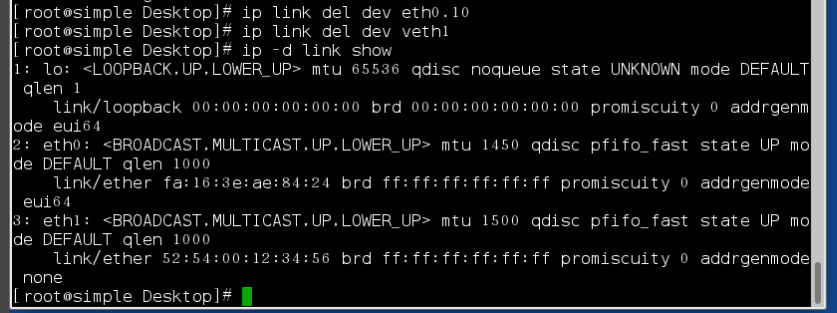 [root@simple Desktop]# ip link del dev eth0.10
[root@simple Desktop]# ip link del dev veth1
[root@simple Desktop]# ip -d link show
1: lo: <LOOPBACK,UP,LOWER_UP> mtu 65536 qdisc noqueue state UNKNOWN mode DEFAULT
 qlen 1
    link/loopback 00:00:00:00:00:00 brd 00:00:00:00:00:00 promiscuity 0 addrgenm
ode eui64
2: eth0: <BROADCAST,MULTICAST,UP,LOWER_UP> mtu 1450 qdisc pfifo_fast state UP mo
de DEFAULT qlen 1000
    link/ether fa:16:3e:ae:84:24 brd ff:ff:ff:ff:ff:ff promiscuity 0 addrgenmode
 eui64
3: eth1: <BROADCAST,MULTICAST,UP,LOWER_UP> mtu 1500 qdisc pfifo_fast state UP mo
de DEFAULT qlen 1000
    link/ether 52:54:00:12:34:56 brd ff:ff:ff:ff:ff:ff promiscuity 0 addrgenmode
 none
[root@simple Desktop]#